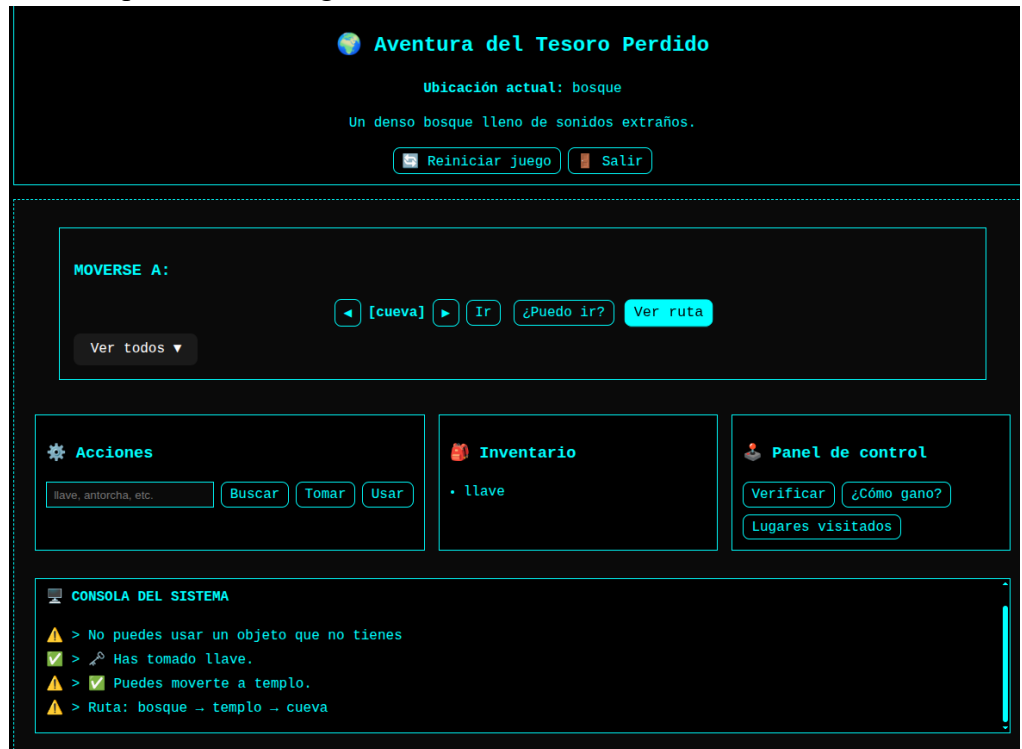 🌍 Aventura del Tesoro Perdido
Ubicación actual: bosque
Un denso bosque lleno de sonidos extraños.
🔄 Reiniciar juego 🚪 Salir
MOVERSE A:
◄ [cueva] ► Ir ¿Puedo ir? Ver ruta
Ver todos ▼
⚙️ Acciones
llave, antorcha, etc. Buscar Tomar Usar
🎒 Inventario
• llave
🕹️ Panel de control
Verificar ¿Cómo gano?
Lugares visitados
🖥️ CONSOLA DEL SISTEMA
⚠️ > No puedes usar un objeto que no tienes
✅ > 🗝️ Has tomado llave.
⚠️ > ✅ Puedes moverte a templo.
⚠️ > Ruta: bosque → templo → cueva